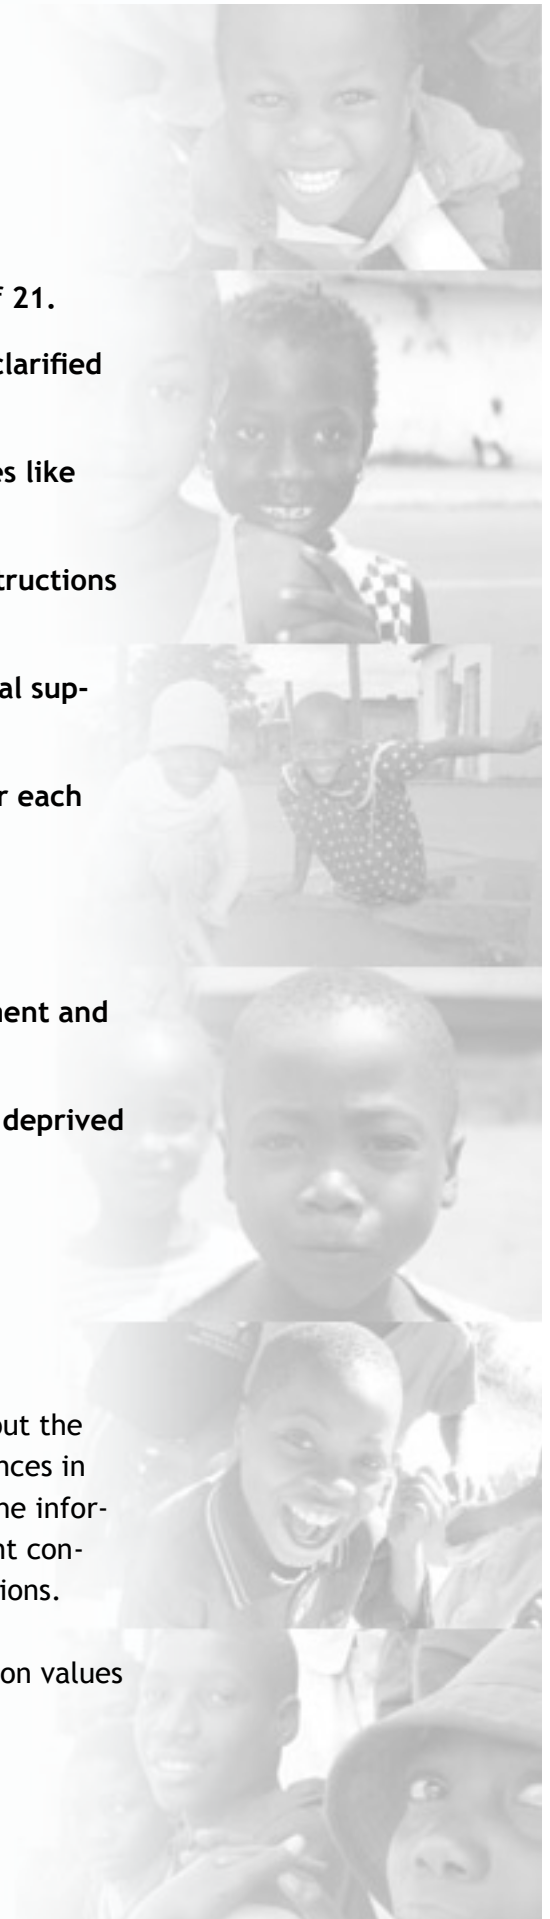 f 21.
clarified
es like
tructions
al sup-
r each
ment and
deprived
out the
nces in
he infor-
nt con-
ions.
on values